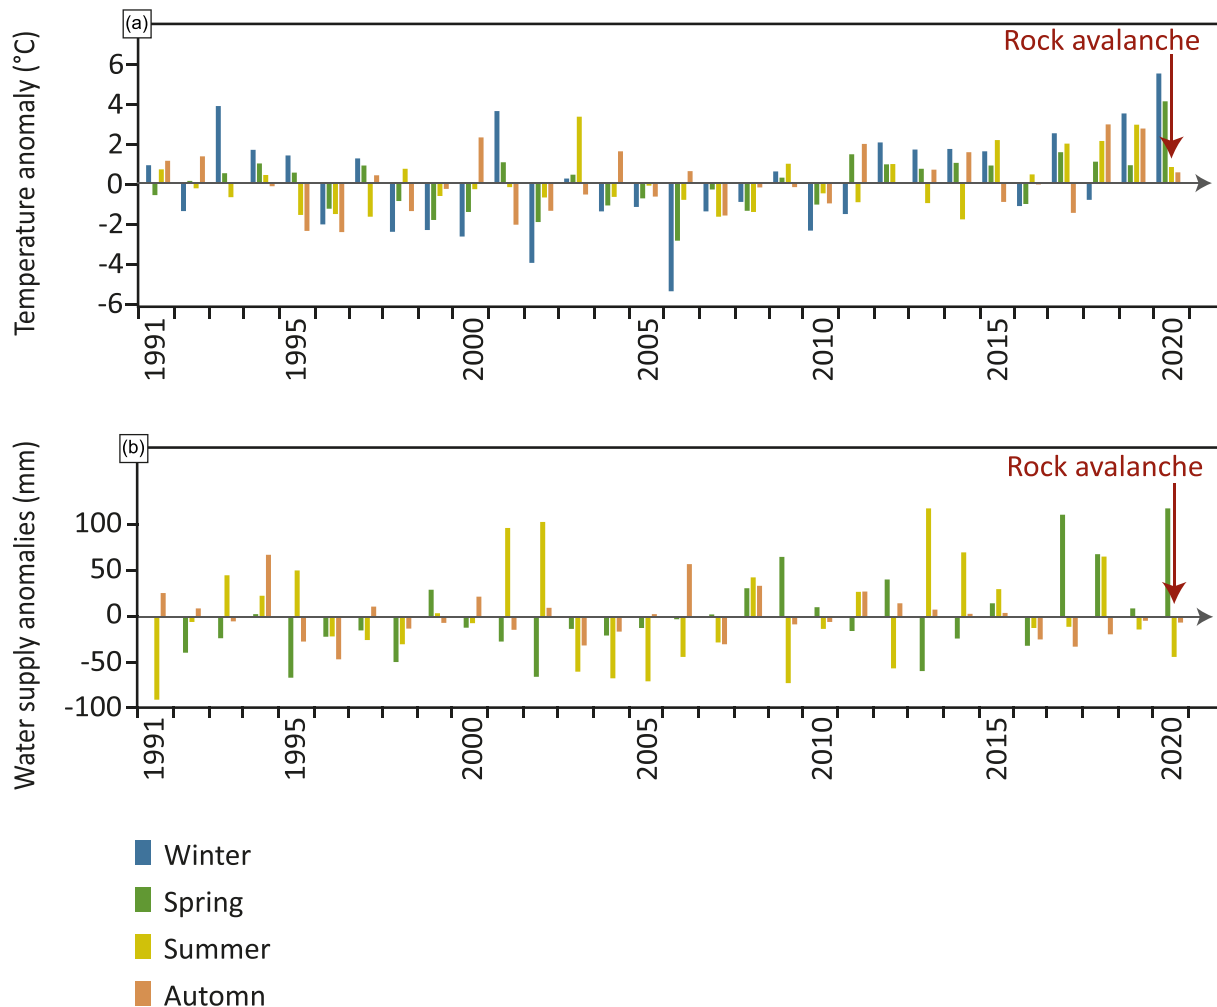 (a)
Rock avalanche
Temperature anomaly (°C)
6
4
2
0
-2
-4
-6
1991
1995
2000
2005
2010
2015
2020
(b)
Rock avalanche
Water supply anomalies (mm)
100
50
0
-50
-100
1991
1995
2000
2005
2010
2015
2020
Winter
Spring
Summer
Automn